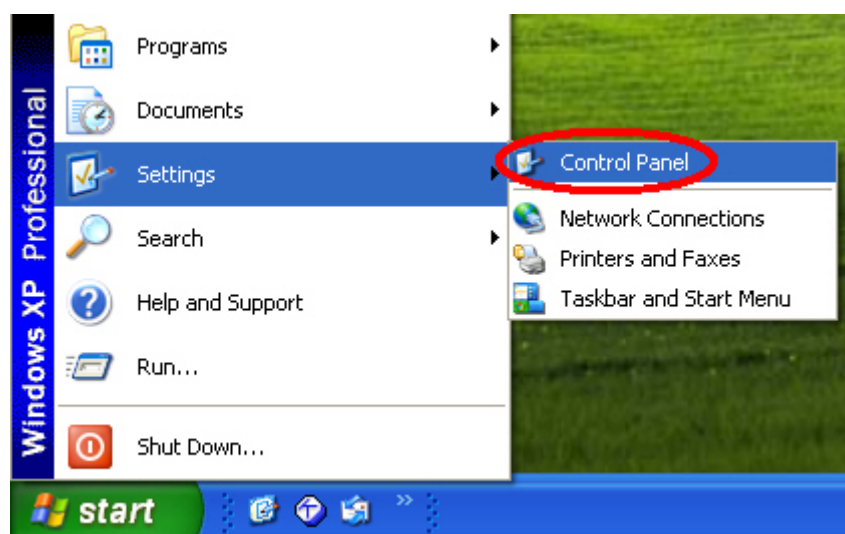 Windows XP Professional
Programs
Documents
Settings
Search
Help and Support
Run...
Shut Down...
Control Panel
Network Connections
Printers and Faxes
Taskbar and Start Menu
start